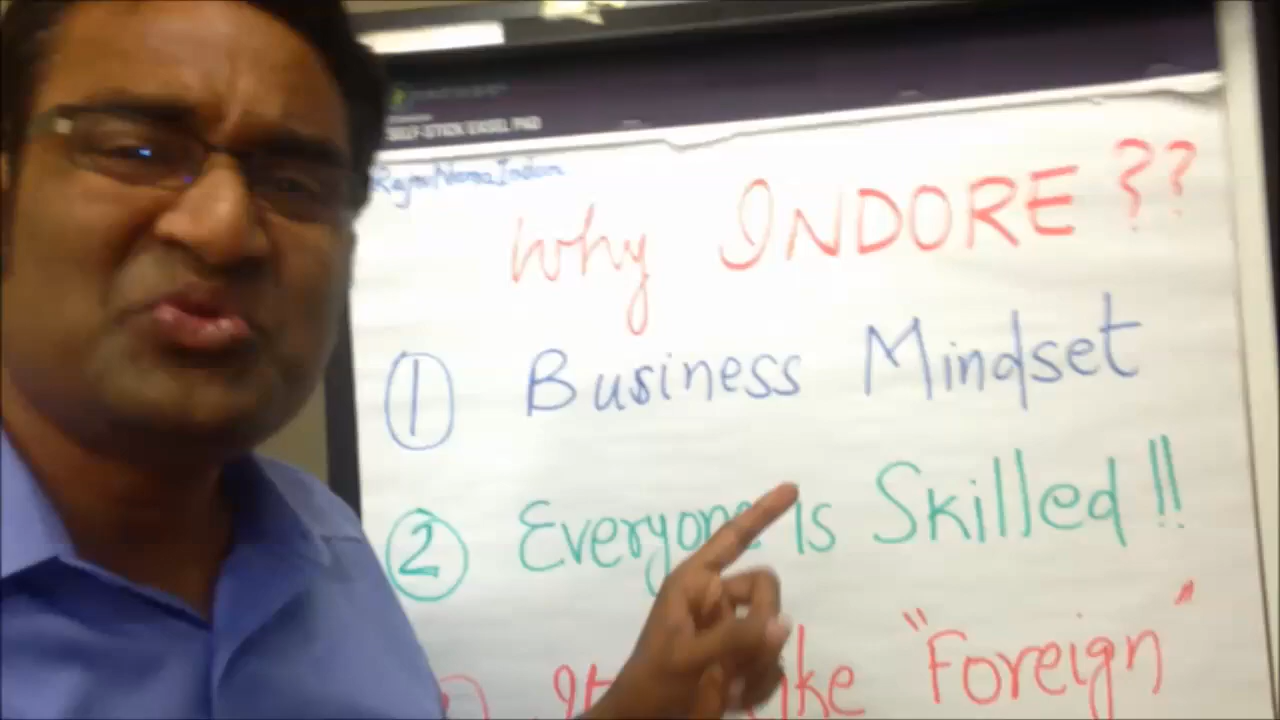 SELF-STICK EASEL PAD
Why INDORE ??
① Business Mindset
② Everyone is Skilled !!
"Foreign"